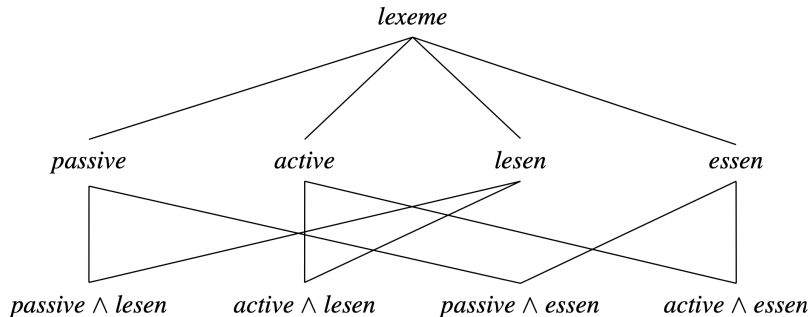 lexeme
passive active lesen essen
passive ∧ lesen active ∧ lesen passive ∧ essen active ∧ essen